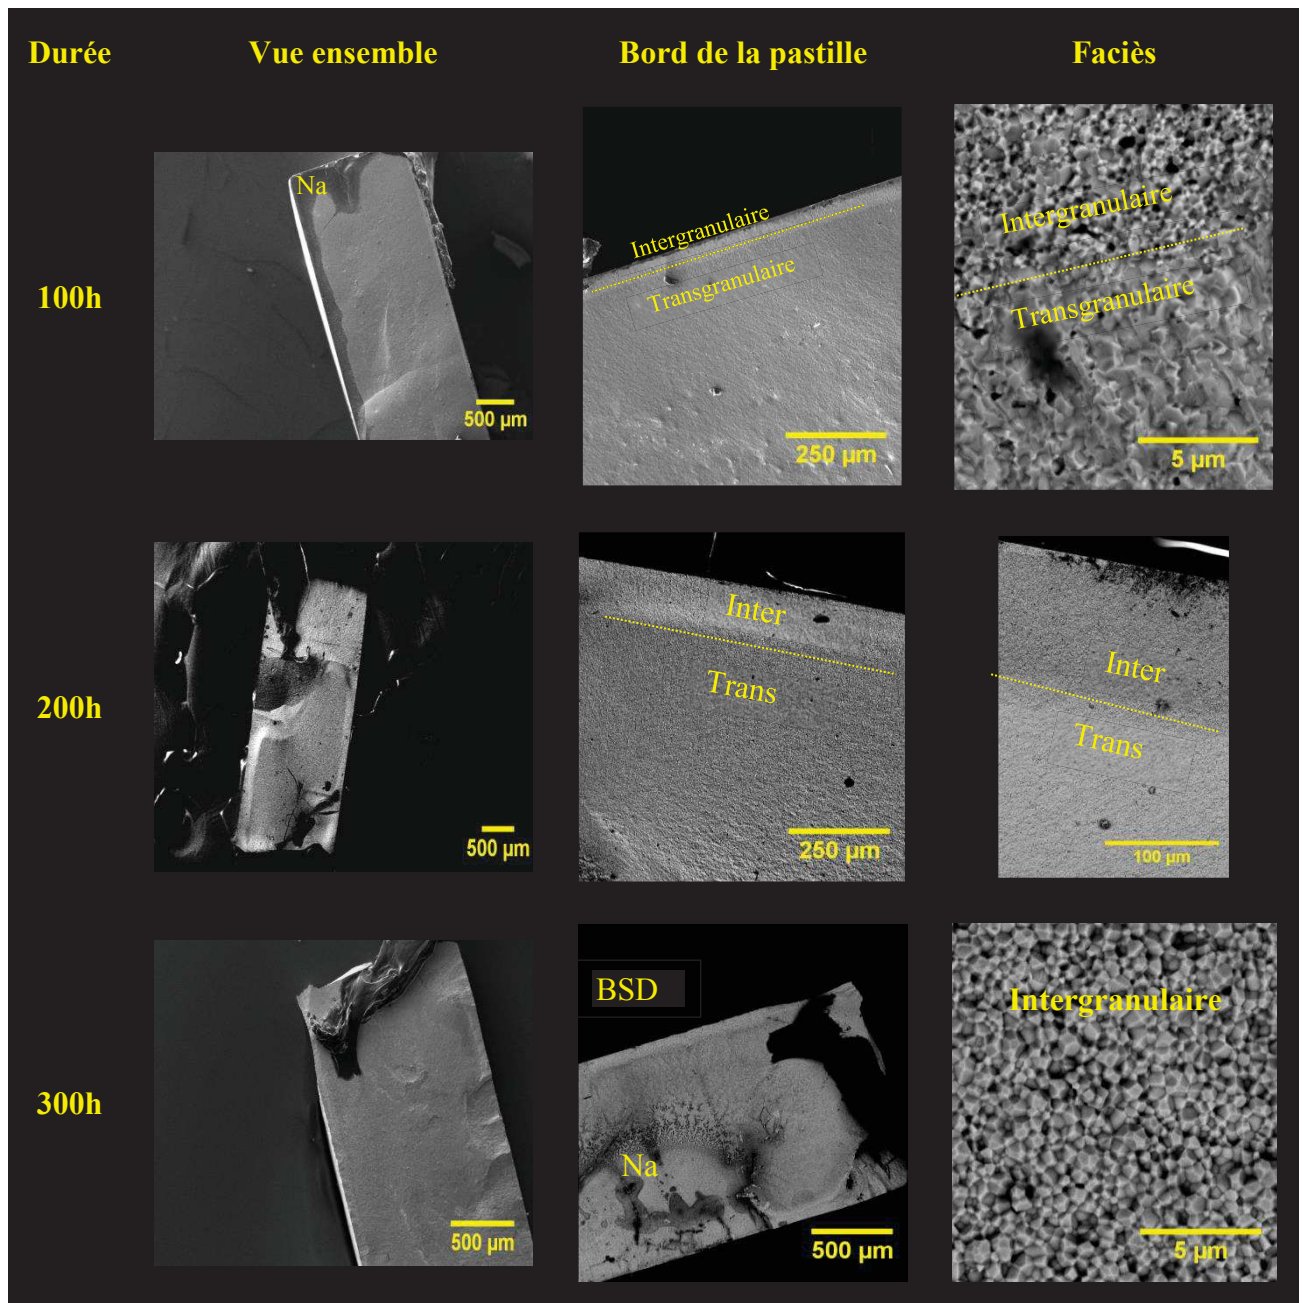 Durée
Vue ensemble
Bord de la pastille
Faciès
100h
Na
500 µm
Intergranulaire
Transgranulaire
250 µm
Intergranulaire
Transgranulaire
5 µm
200h
500 µm
Inter
Trans
250 µm
Inter
Trans
100 µm
300h
500 µm
BSD
Na
500 µm
Intergranulaire
5 µm